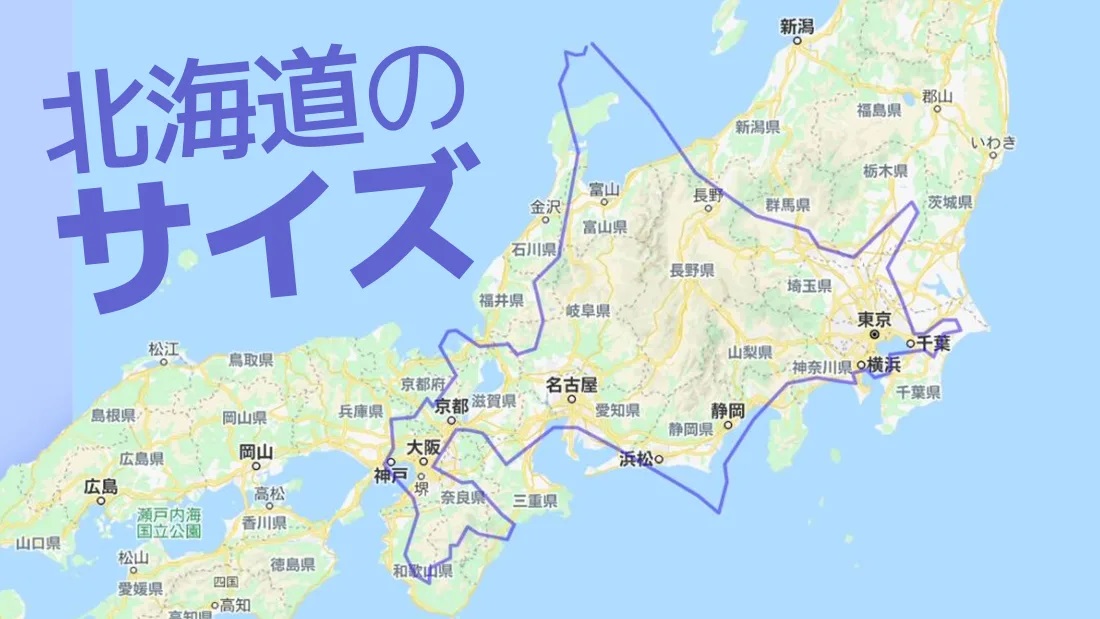 北海道の
サイズ
新潟
郡山
福島県
新潟県
いわき
栃木県
富山
長野
群馬県
茨城県
金沢
富山県
石川県
長野県
埼玉県
福井県
岐阜県
東京
千葉
松江
鳥取県
山梨県
神奈川県
横浜
京都府
名古屋
千葉県
島根県
岡山県
兵庫県
京都
滋賀県
愛知県
静岡
静岡県
広島県
岡山
大阪
浜松
神戸
広島
高松
堺
奈良県
三重県
瀬戸内海
国立公園
香川県
山口県
松山
徳島県
和歌山県
愛媛県
四国
高知
高知県